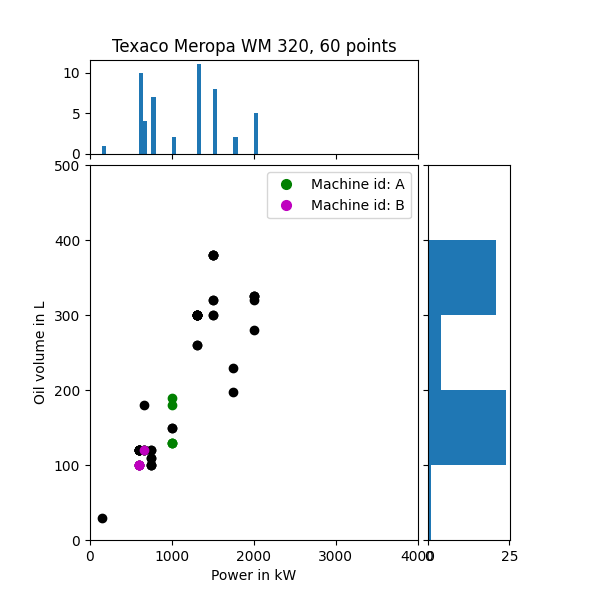 Texaco Meropa WM 320, 60 points
10
5
0
500
400
300
200
100
0
Oil volume in L
Machine id: A
Machine id: B
0 1000 2000 3000 4000
0 25
Power in kW